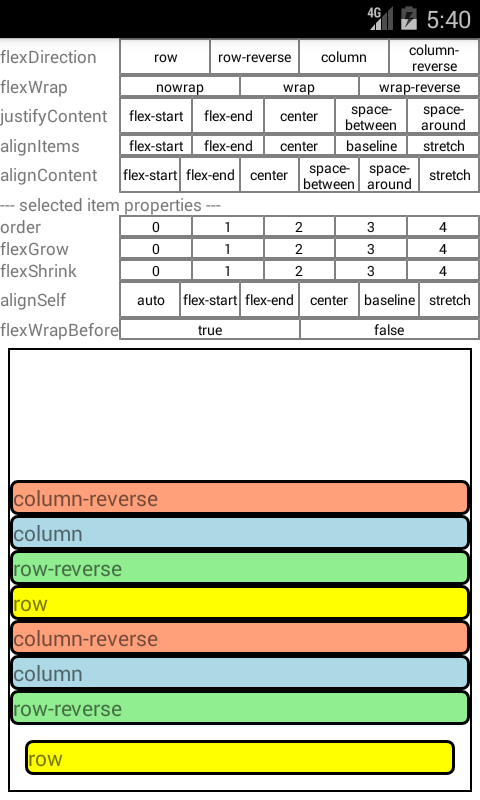 4G 5:40
flexDirection row row-reverse column column-reverse
flexWrap nowrap wrap wrap-reverse
justifyContent flex-start flex-end center space-between space-around
alignItems flex-start flex-end center baseline stretch
alignContent flex-start flex-end center space-between space-around stretch
--- selected item properties ---
order 0 1 2 3 4
flexGrow 0 1 2 3 4
flexShrink 0 1 2 3 4
alignSelf auto flex-start flex-end center baseline stretch
flexWrapBefore true false
column-reverse
column
row-reverse
row
column-reverse
column
row-reverse
row